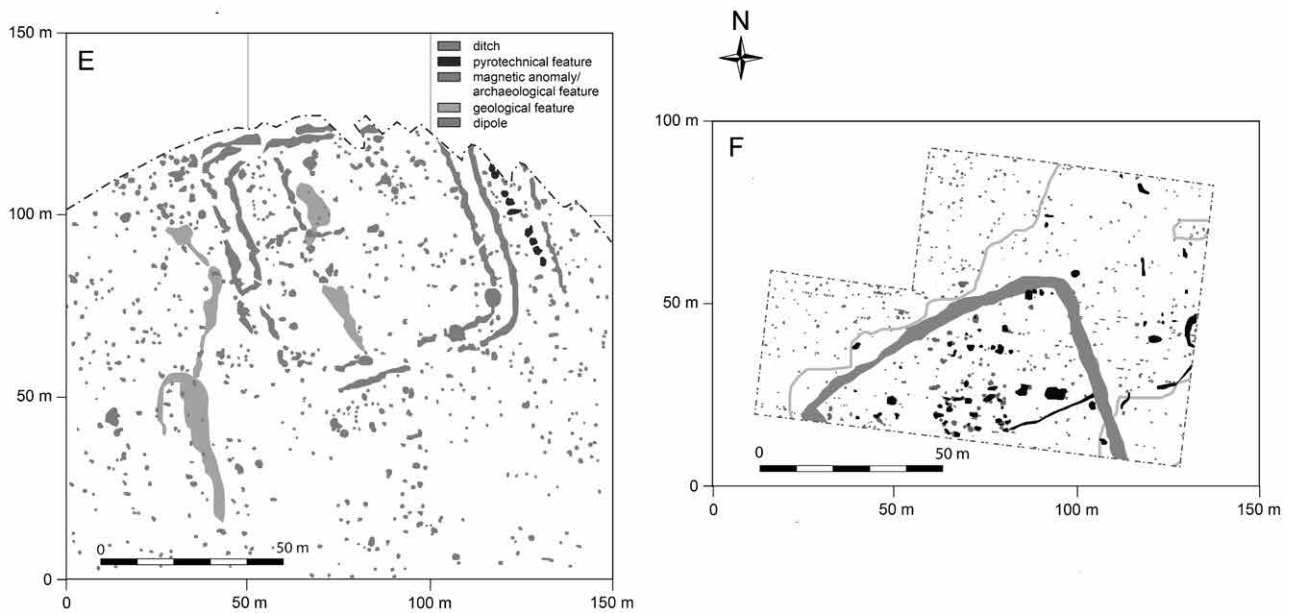 150 m
E
ditch
pyrotechnical feature
magnetic anomaly/
archaeological feature
geological feature
dipole
100 m
50 m
0 50 m
0 m
0 50 m 100 m 150 m
N
100 m
F
50 m
0 50 m
0 m
0 50 m 100 m 150 m